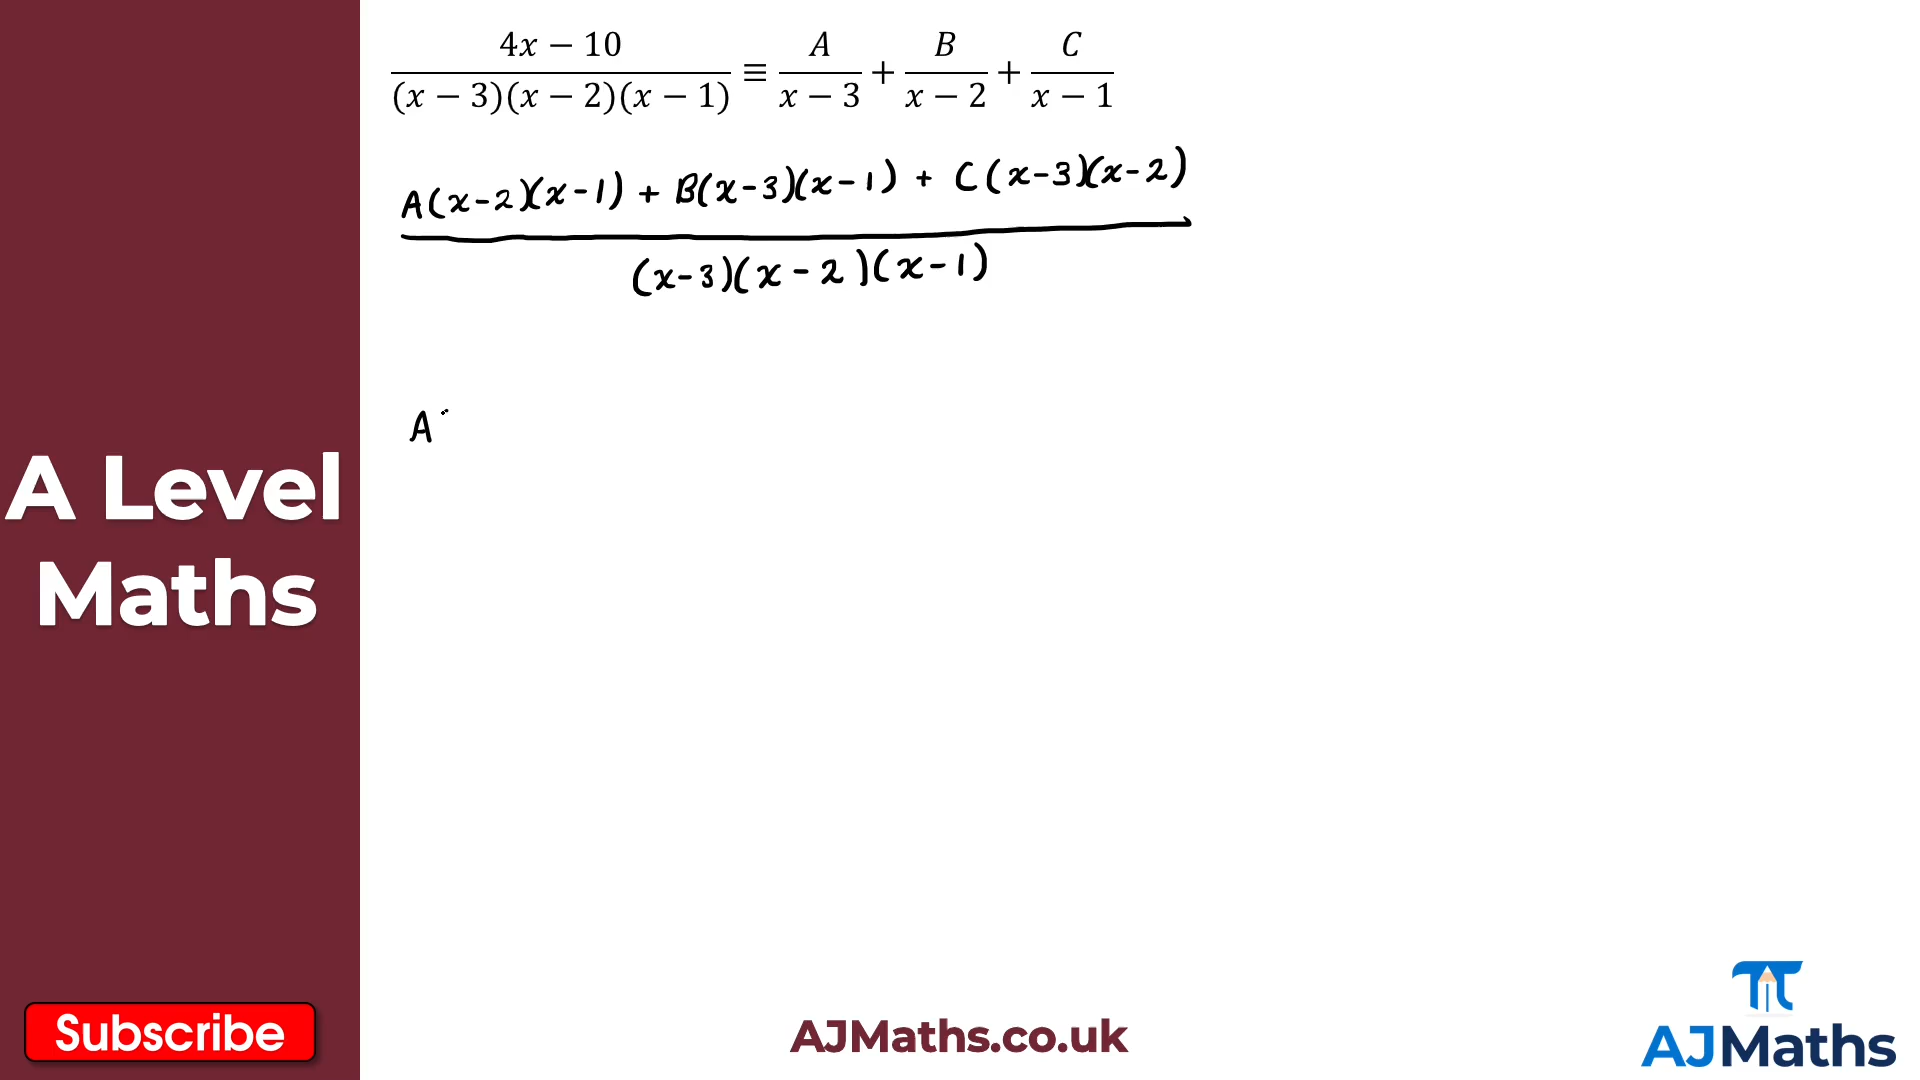 4x − 10 / (x − 3)(x − 2)(x − 1) ≡ A / x − 3 + B / x − 2 + C / x − 1
A(x-2)(x-1) + B(x-3)(x-1) + C(x-3)(x-2)
(x-3)(x-2)(x-1)
A
A Level
Maths
Subscribe
AJMaths.co.uk
AJMaths